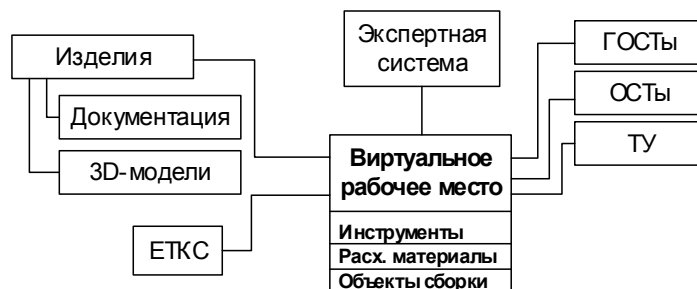 Изделия
Документация
3D-модели
ЕТКС
Экспертная
система
Виртуальное
рабочее место
Инструменты
Расх. материалы
Объекты сборки
ГОСТы
ОСТы
ТУ